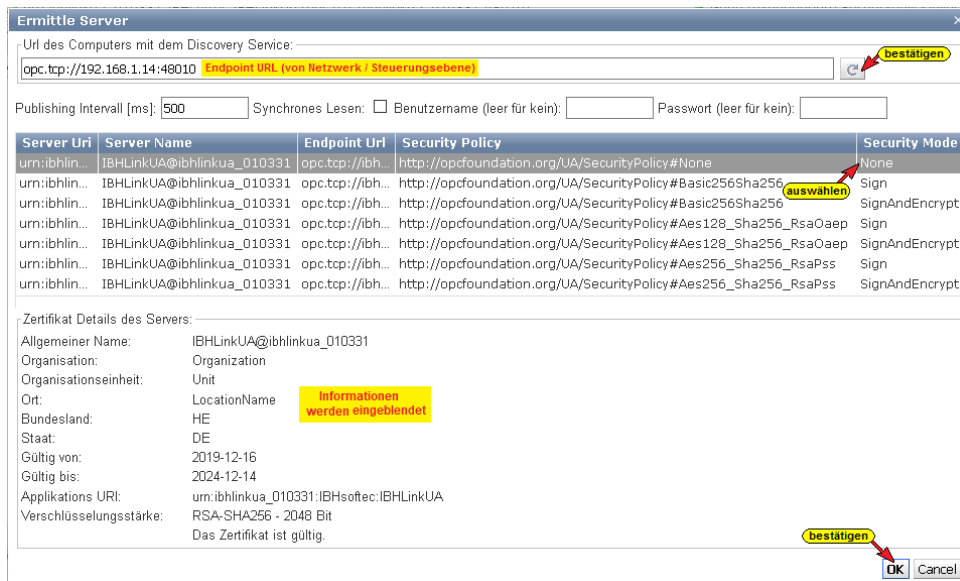 Ermittle Server
Url des Computers mit dem Discovery Service:
opc.tcp://192.168.1.14:48010 Endpoint URL (von Netzwerk / Steuerungsebene)
bestätigen
Publishing Intervall [ms]: 500 Synchrones Lesen: Benutzername (leer für kein): Passwort (leer für kein):
Server Uri Server Name Endpoint Url Security Policy Security Mode
urn:ibhlin... IBHLinkUA@ibhlinkua_010331 opc.tcp://ibh... http://opcfoundation.org/UA/SecurityPolicy#None None
auswählen
urn:ibhlin... IBHLinkUA@ibhlinkua_010331 opc.tcp://ibh... http://opcfoundation.org/UA/SecurityPolicy#Basic256Sha256 Sign
urn:ibhlin... IBHLinkUA@ibhlinkua_010331 opc.tcp://ibh... http://opcfoundation.org/UA/SecurityPolicy#Basic256Sha256 SignAndEncrypt
urn:ibhlin... IBHLinkUA@ibhlinkua_010331 opc.tcp://ibh... http://opcfoundation.org/UA/SecurityPolicy#Aes128_Sha256_RsaOaep Sign
urn:ibhlin... IBHLinkUA@ibhlinkua_010331 opc.tcp://ibh... http://opcfoundation.org/UA/SecurityPolicy#Aes128_Sha256_RsaOaep SignAndEncrypt
urn:ibhlin... IBHLinkUA@ibhlinkua_010331 opc.tcp://ibh... http://opcfoundation.org/UA/SecurityPolicy#Aes256_Sha256_RsaPss Sign
urn:ibhlin... IBHLinkUA@ibhlinkua_010331 opc.tcp://ibh... http://opcfoundation.org/UA/SecurityPolicy#Aes256_Sha256_RsaPss SignAndEncrypt
Zertifikat Details des Servers:
Allgemeiner Name: IBHLinkUA@ibhlinkua_010331
Organisation: Organization
Organisationseinheit: Unit
Ort: LocationName
Informationen
werden eingeblendet
Bundesland: HE
Staat: DE
Gültig von: 2019-12-16
Gültig bis: 2024-12-14
Applikations URI: urn:ibhlinkua_010331:IBHsoftec:IBHLinkUA
Verschlüsselungsstärke: RSA-SHA256 - 2048 Bit
Das Zertifikat ist gültig.
bestätigen
OK Cancel